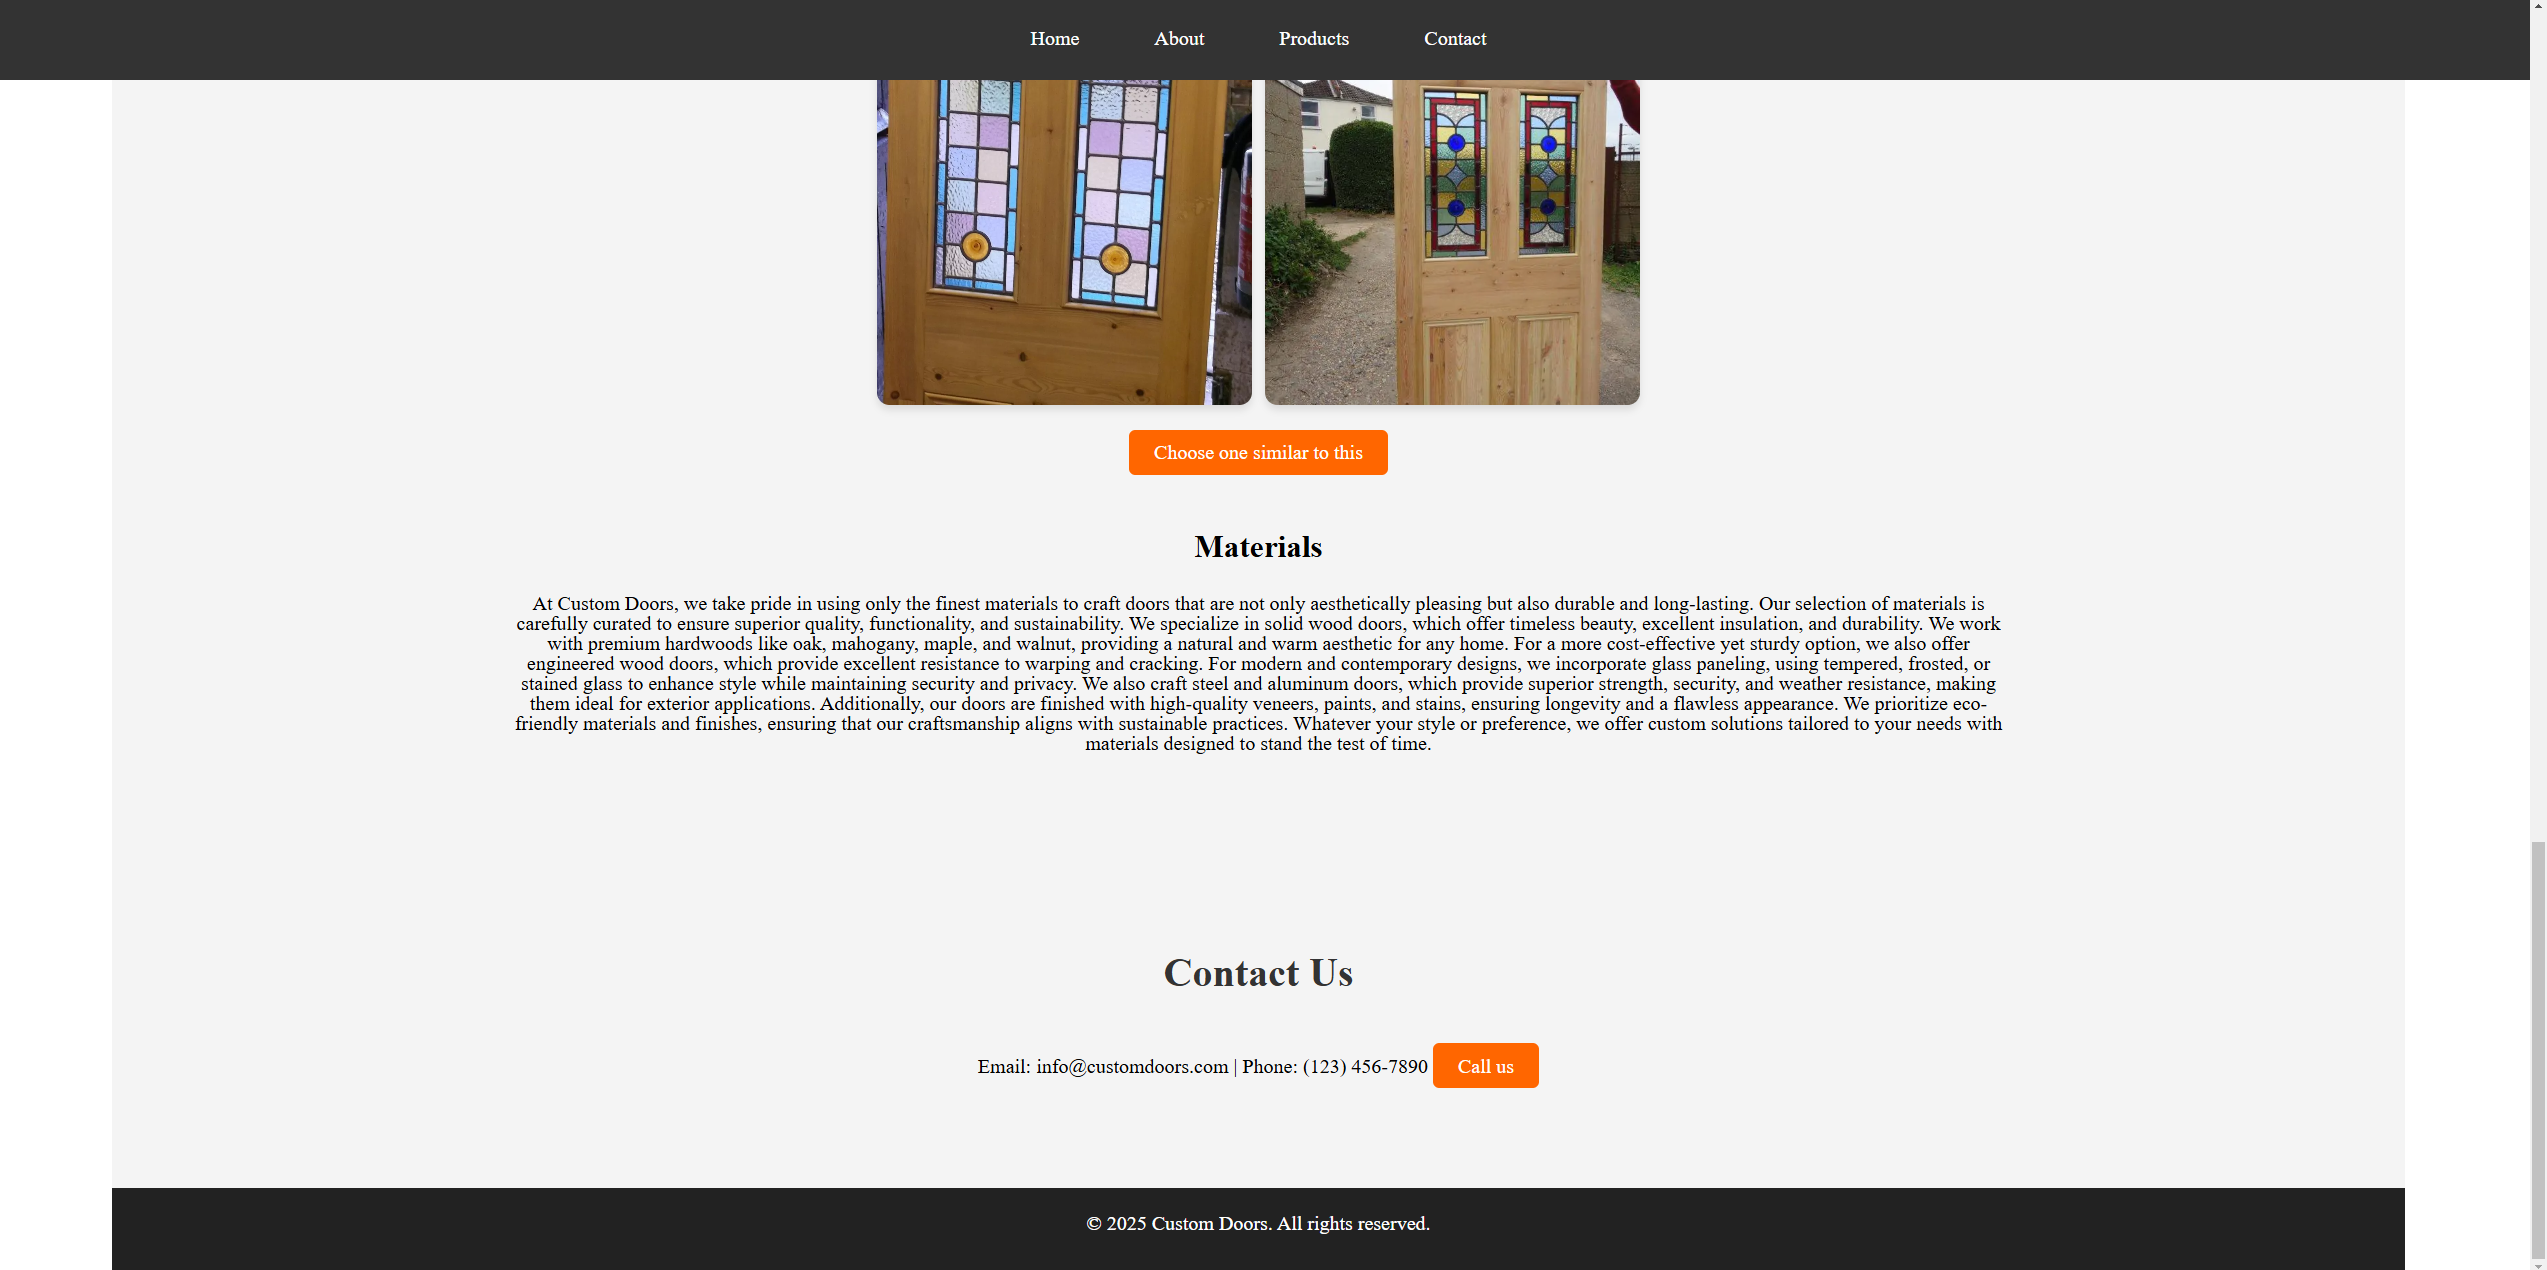 Home About Products Contact
Choose one similar to this
Materials
At Custom Doors, we take pride in using only the finest materials to craft doors that are not only aesthetically pleasing but also durable and long-lasting. Our selection of materials is
carefully curated to ensure superior quality, functionality, and sustainability. We specialize in solid wood doors, which offer timeless beauty, excellent insulation, and durability. We work
with premium hardwoods like oak, mahogany, maple, and walnut, providing a natural and warm aesthetic for any home. For a more cost-effective yet sturdy option, we also offer
engineered wood doors, which provide excellent resistance to warping and cracking. For modern and contemporary designs, we incorporate glass paneling, using tempered, frosted, or
stained glass to enhance style while maintaining security and privacy. We also craft steel and aluminum doors, which provide superior strength, security, and weather resistance, making
them ideal for exterior applications. Additionally, our doors are finished with high-quality veneers, paints, and stains, ensuring longevity and a flawless appearance. We prioritize eco-
friendly materials and finishes, ensuring that our craftsmanship aligns with sustainable practices. Whatever your style or preference, we offer custom solutions tailored to your needs with
materials designed to stand the test of time.
Contact Us
Email: info@customdoors.com | Phone: (123) 456-7890 Call us
© 2025 Custom Doors. All rights reserved.